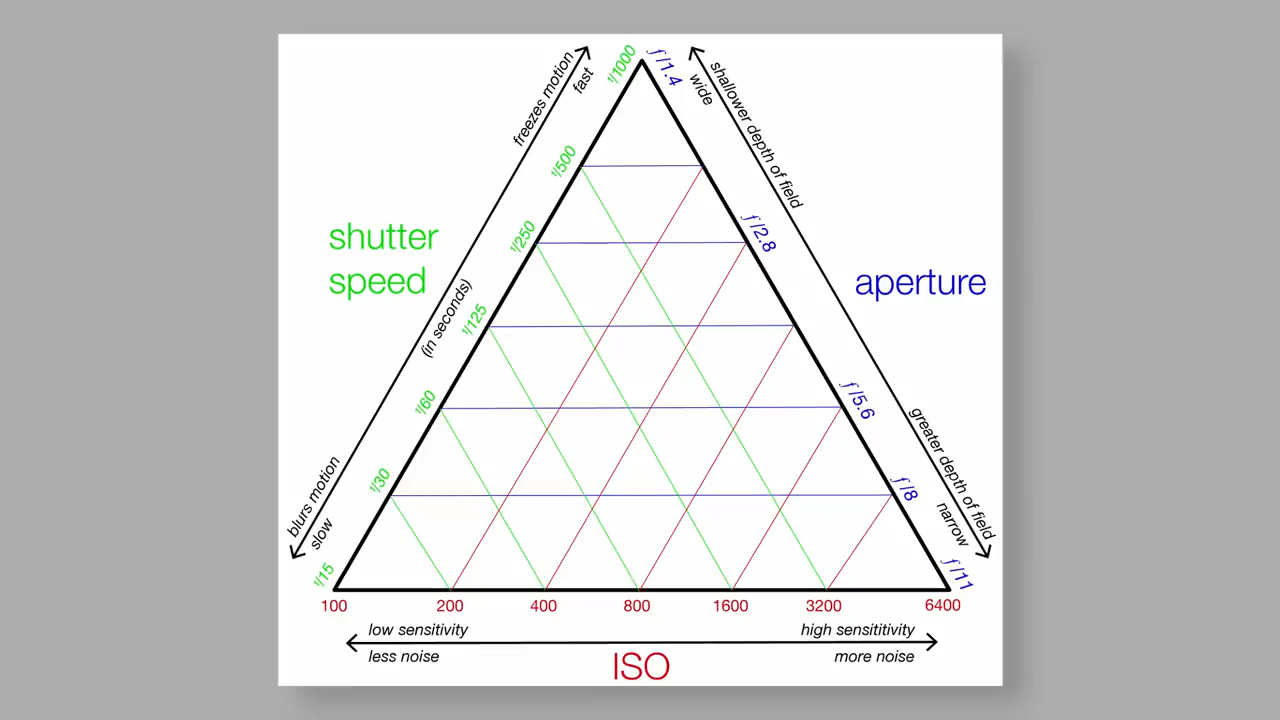 freezes motion
fast
1/1000
f/1.4
wide
shallower depth of field
1/500
shutter
speed
1/250
f/2.8
aperture
(in seconds)
1/125
1/60
f/5.6
greater depth of field
blurs motion
slow
1/30
f/8
narrow
1/15
f/11
100
200
400
800
1600
3200
6400
low sensitivity
high sensititivity
less noise
more noise
ISO